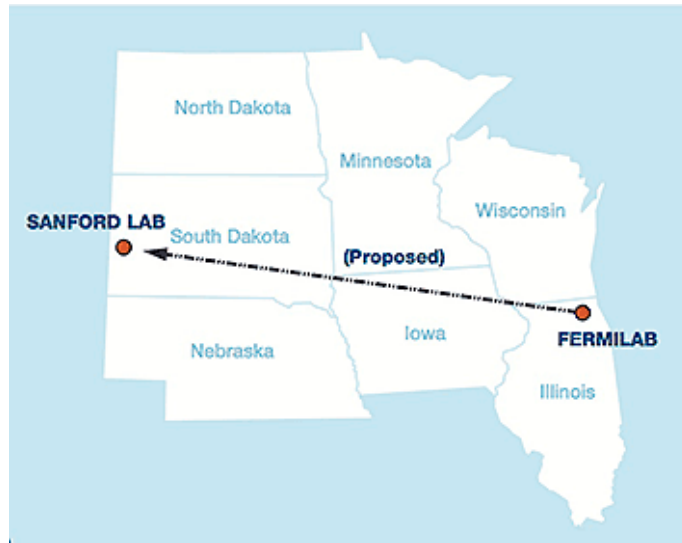 North Dakota
Minnesota
Wisconsin
SANFORD LAB
South Dakota
(Proposed)
Iowa
FERMILAB
Nebraska
Illinois